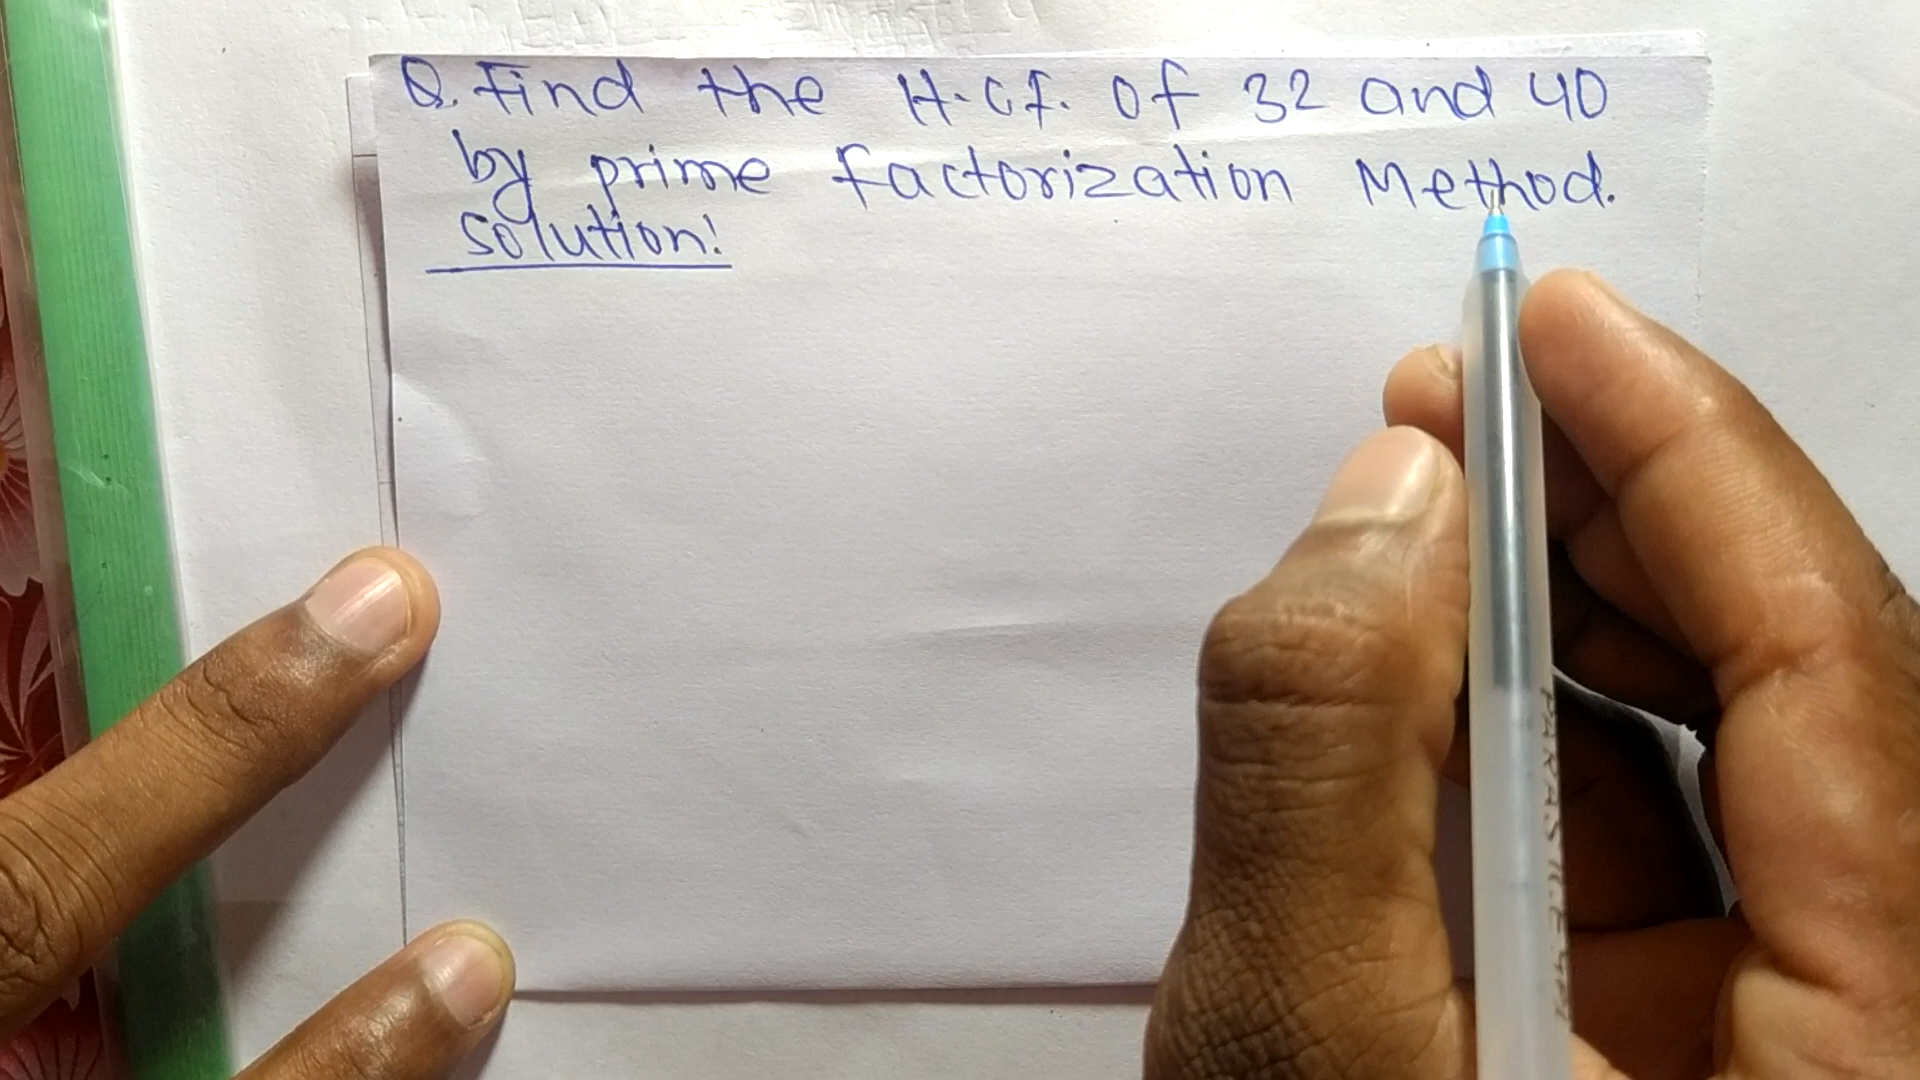 Q. Find the H.C.F. of 32 and 40
by prime factorization Method.
Solution: